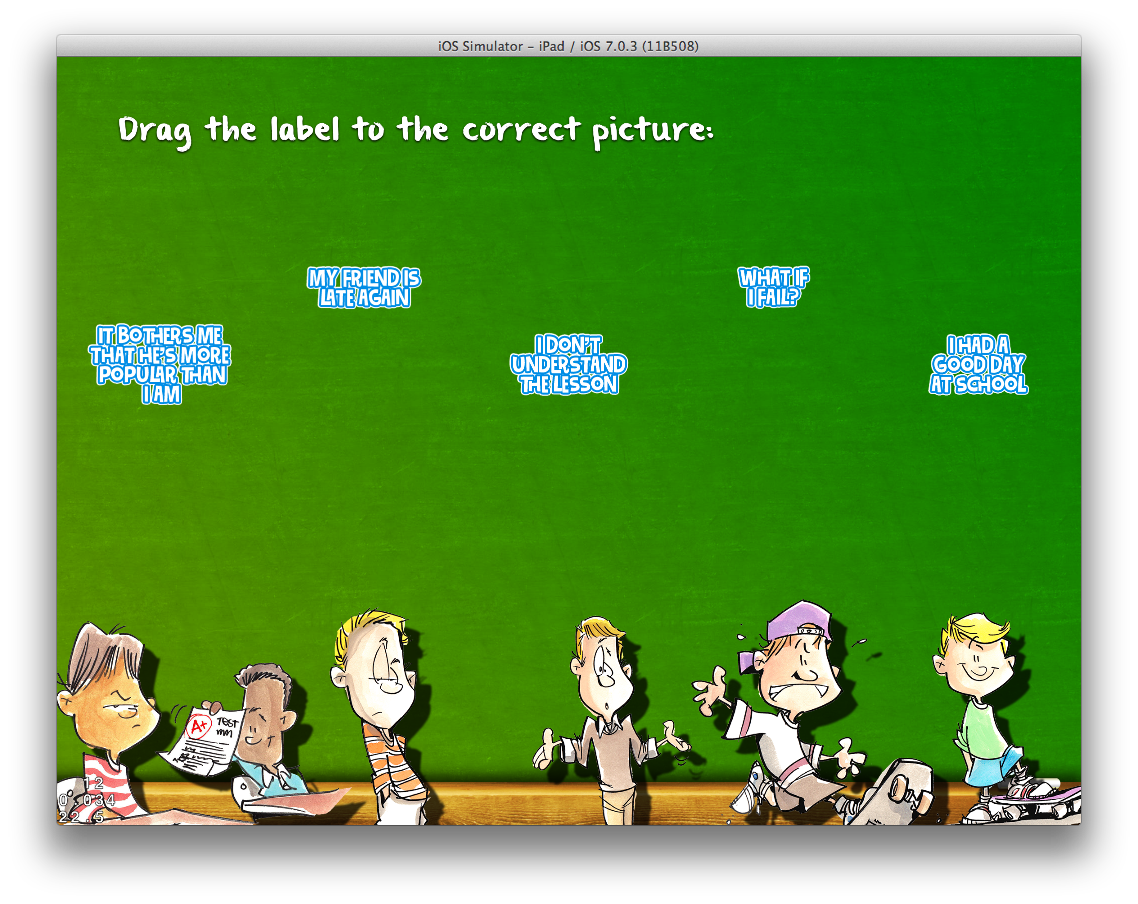 iOS Simulator – iPad / iOS 7.0.3 (11B508)
Drag the label to the correct picture:
MY FRIEND IS
LATE AGAIN
WHAT IF
I FAIL?
IT BOTHERS ME
THAT HE'S MORE
POPULAR THAN
I AM
I DON'T
UNDERSTAND
THE LESSON
I HAD A
GOOD DAY
AT SCHOOL
A+
TEST
12
0.034
22.5